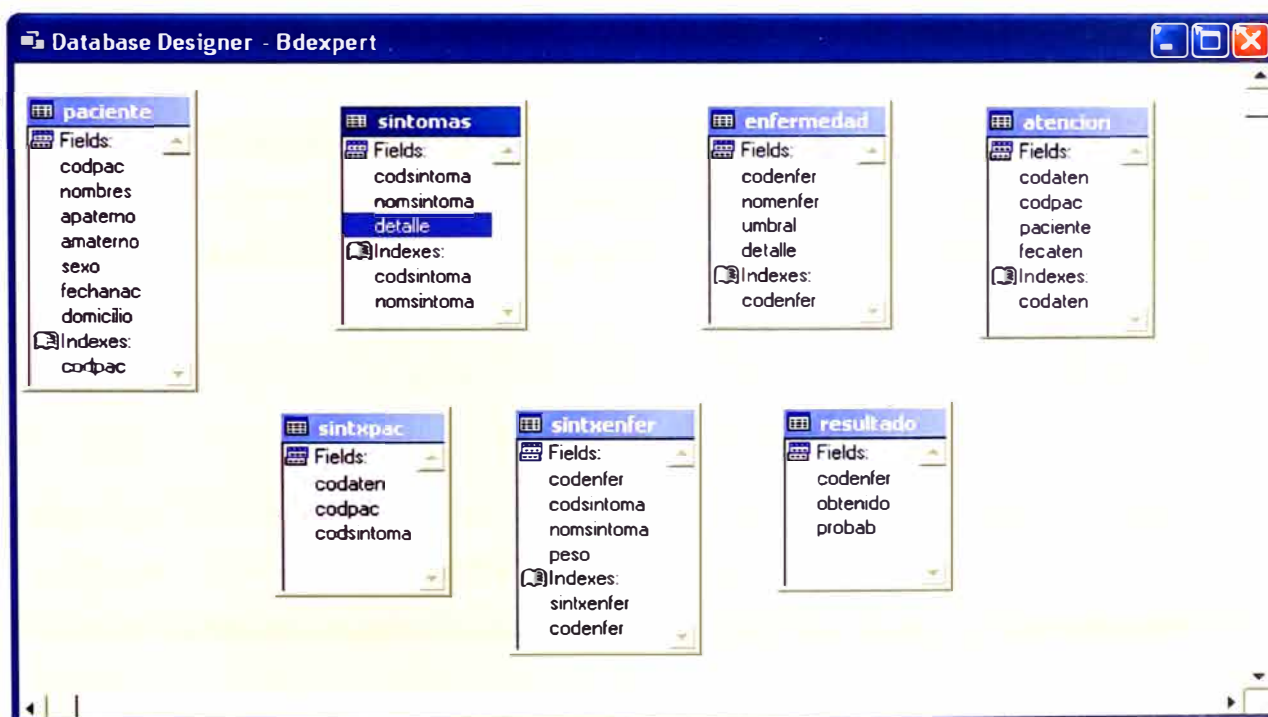 Database Designer - Bdexpert
paciente
Fields:
codpac
nombres
apaterno
amaterno
sexo
fechanac
domicilio
Indexes:
codpac
sintomas
Fields:
codsintoma
nomsintoma
detalle
Indexes:
codsintoma
nomsintoma
enfermedad
Fields:
codenfer
nomenfer
umbral
detalle
Indexes:
codenfer
atencion
Fields:
codaten
codpac
paciente
fecaten
Indexes:
codaten
sintxpac
Fields:
codaten
codpac
codsintoma
sintxenfer
Fields:
codenfer
codsintoma
nomsintoma
peso
Indexes:
sintxenfer
codenfer
resultado
Fields:
codenfer
obtenido
probab